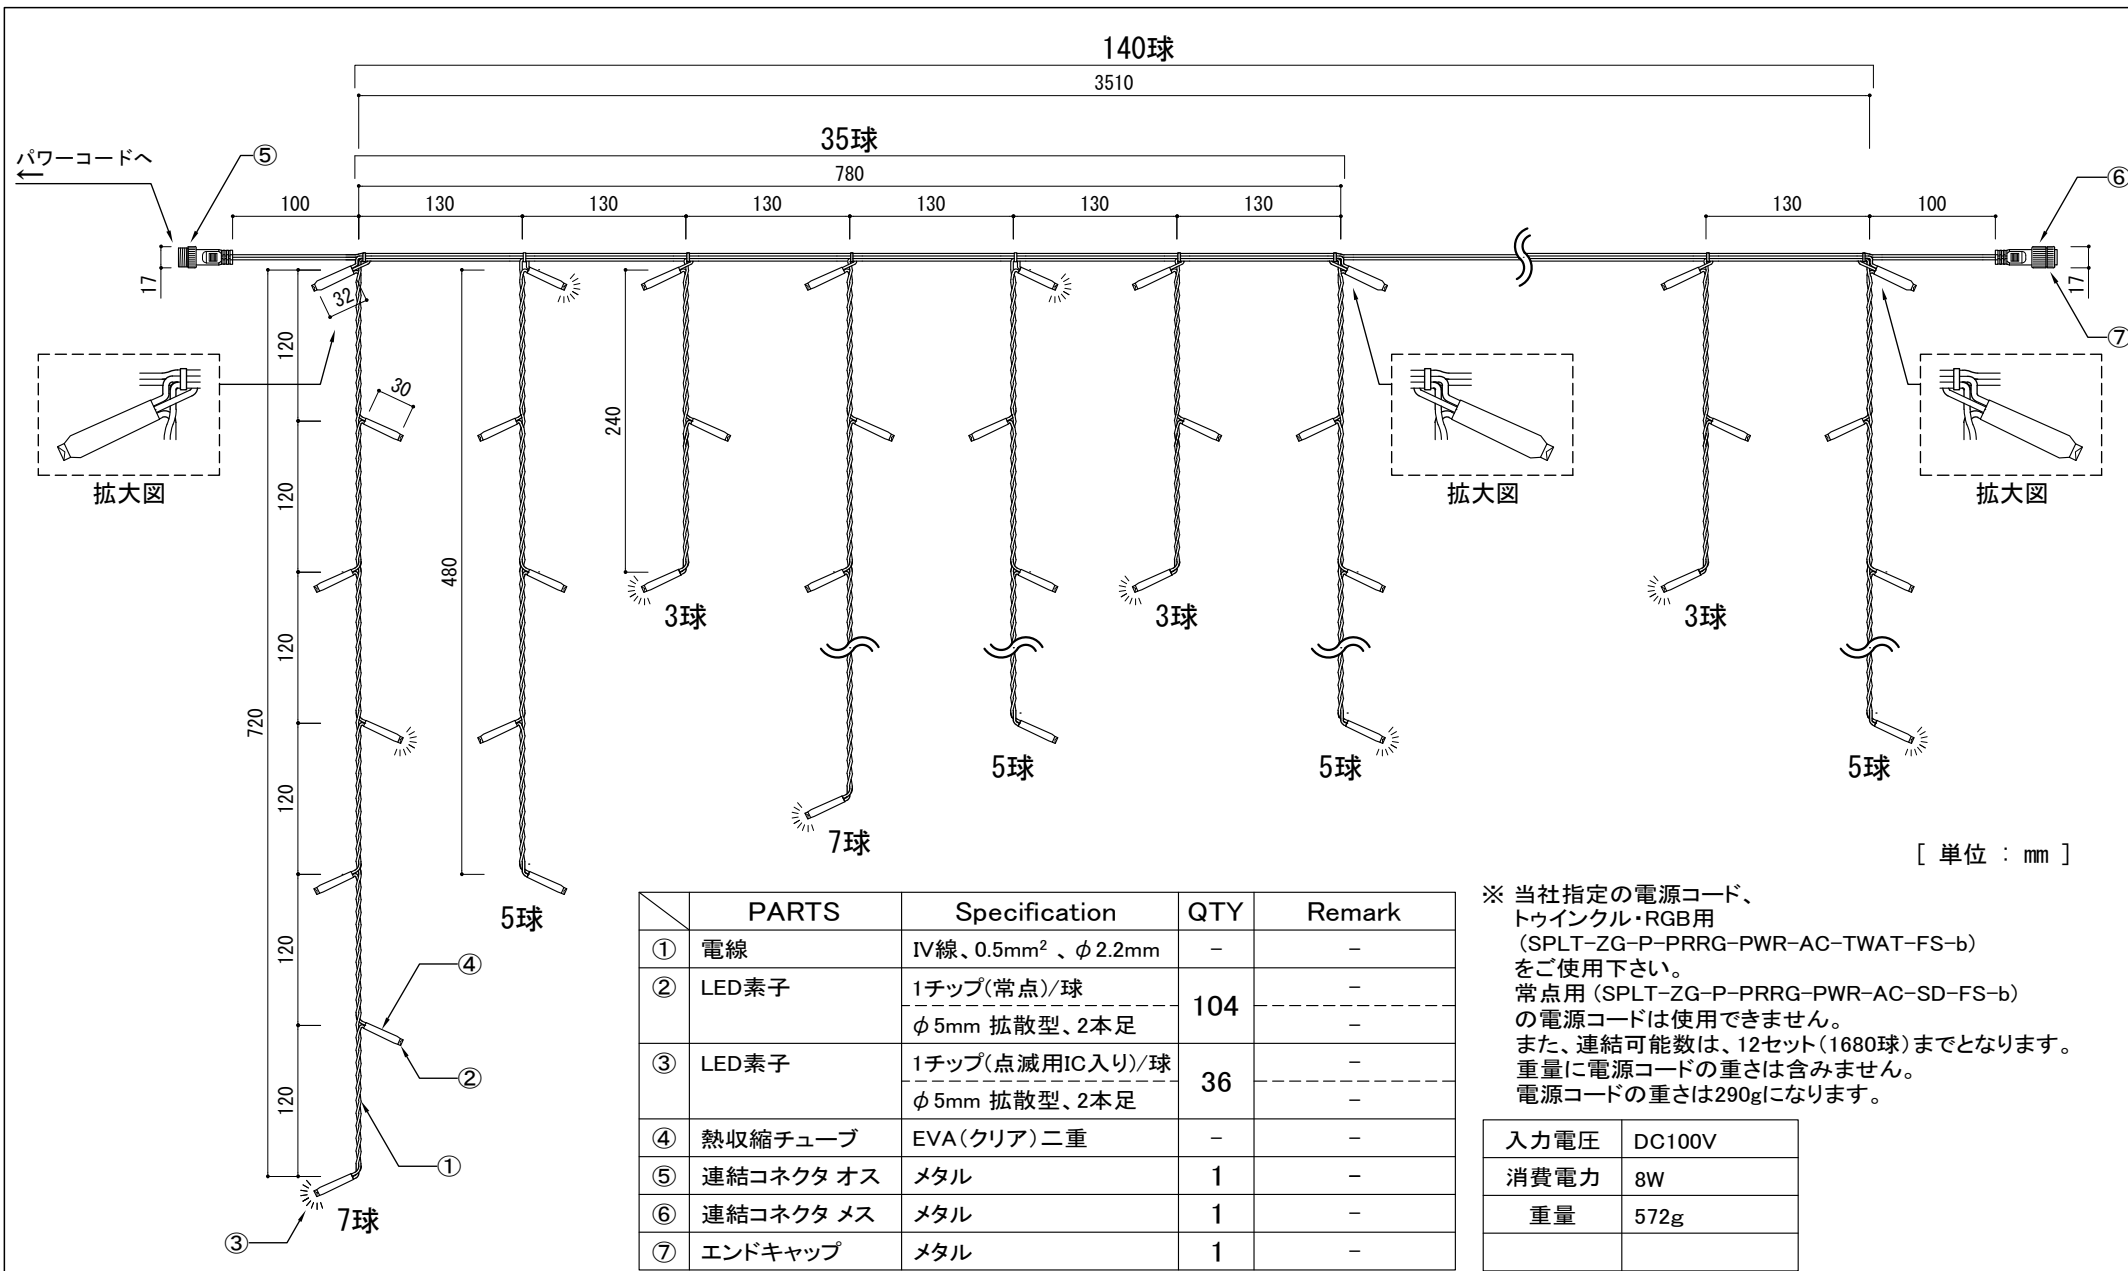 140球
3510
35球
780
パワーコードへ
←
⑤
⑥
100
130
130
130
130
130
130
130
100
17
17
⑦
32
120
30
240
拡大図
拡大図
拡大図
120
480
3球
3球
3球
120
720
5球
5球
5球
120
7球
5球
120
④
②
120
①
7球
③
[ 単位 : mm ]
PARTS Specification QTY Remark
① 電線 IV線、0.5mm² 、φ2.2mm - -
② LED素子 1チップ(常点)/球 104 -
φ5mm 拡散型、2本足 -
③ LED素子 1チップ(点滅用IC入り)/球 36 -
φ5mm 拡散型、2本足 -
④ 熱収縮チューブ EVA(クリア)二重 - -
⑤ 連結コネクタ オス メタル 1 -
⑥ 連結コネクタ メス メタル 1 -
⑦ エンドキャップ メタル 1 -
※ 当社指定の電源コード、
トゥインクル・RGB用
(SPLT-ZG-P-PRRG-PWR-AC-TWAT-FS-b)
をご使用下さい。
常点用 (SPLT-ZG-P-PRRG-PWR-AC-SD-FS-b)
の電源コードは使用できません。
また、連結可能数は、12セット(1680球)までとなります。
重量に電源コードの重さは含みません。
電源コードの重さは290gになります。
入力電圧 DC100V
消費電力 8W
重量 572g